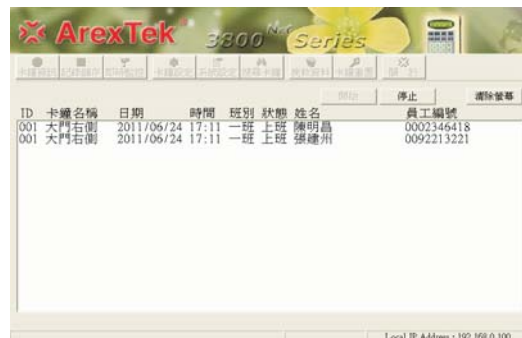 ArexTek 3800 Net Series
停止 清除螢幕
ID 卡鐘名稱 日期 時間 班別 狀態 姓名 員工編號
001 大門右側 2011/06/24 17:11 一班 上班 陳明昌 0002346418
001 大門右側 2011/06/24 17:11 一班 上班 張建州 0092213221
Local IP Address : 192.168.0.100